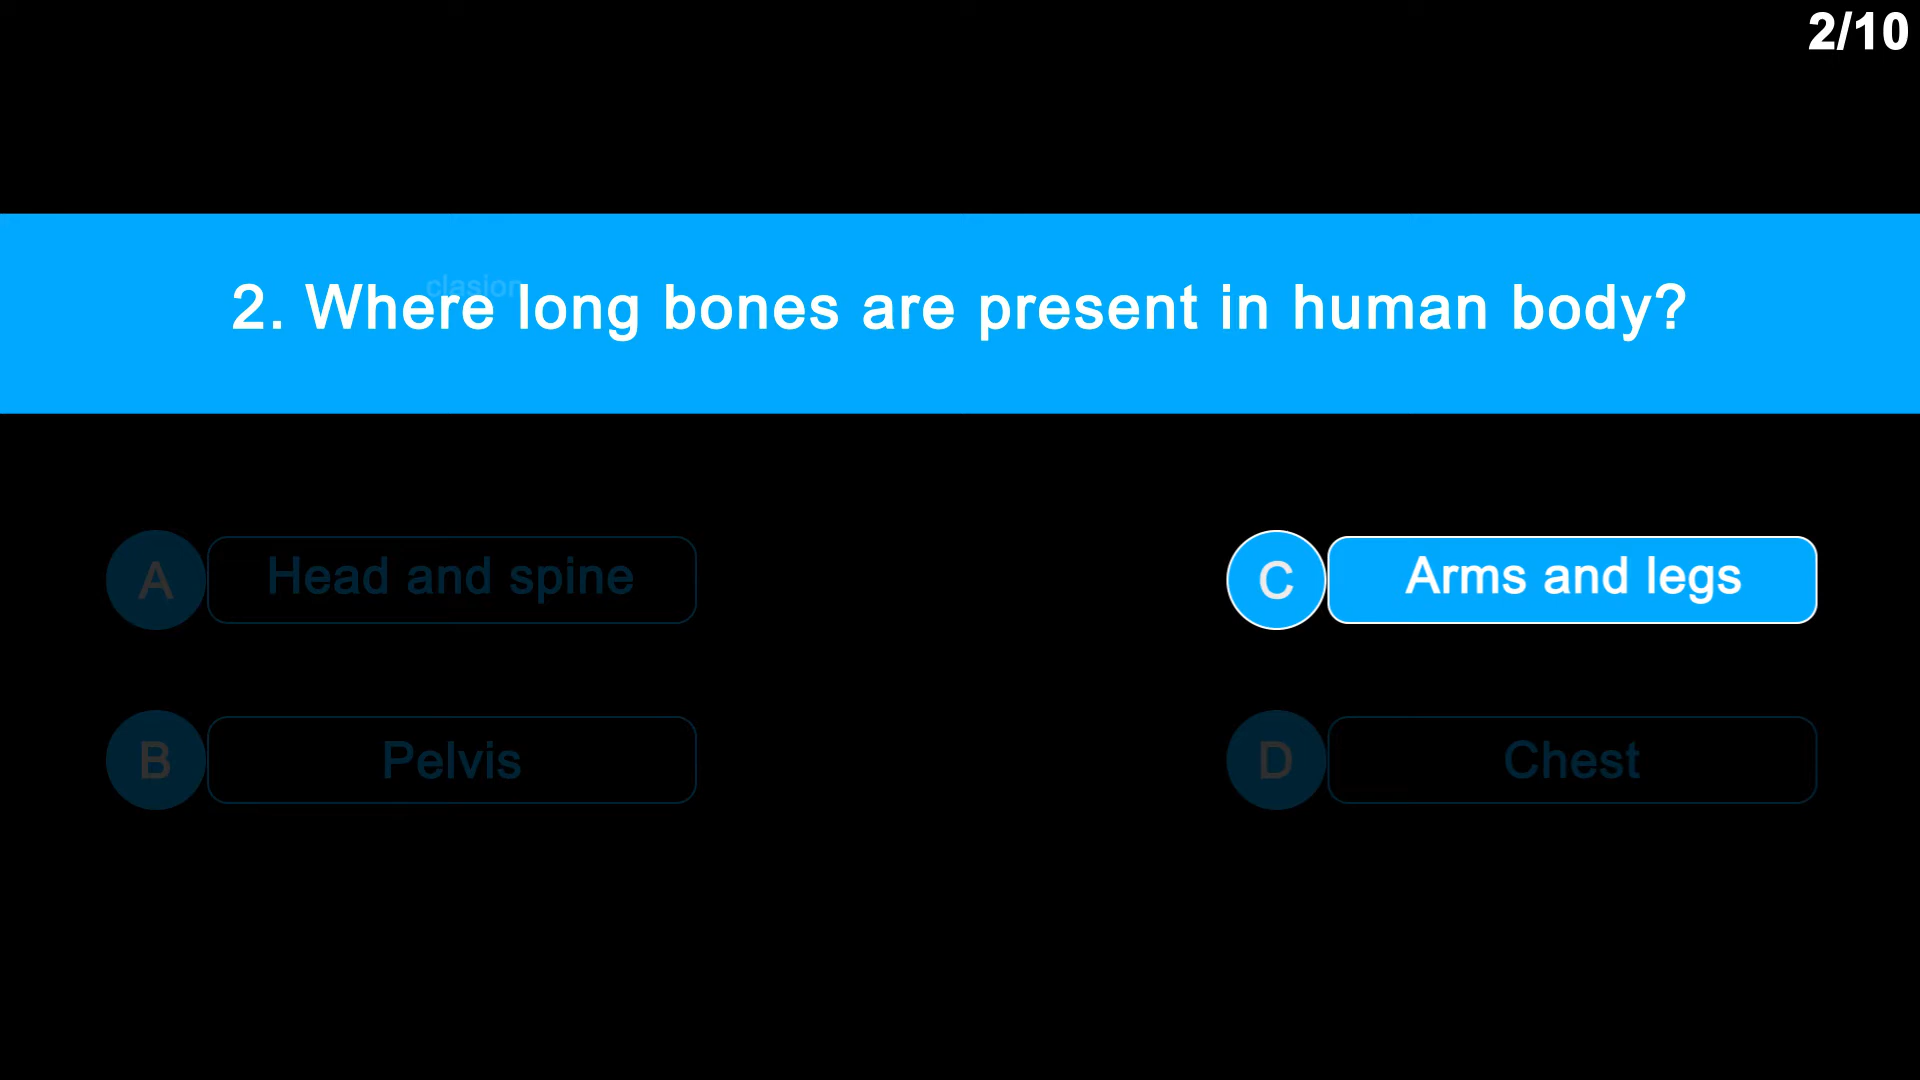 2/10
clasion
2. Where long bones are present in human body?
A Head and spine
C Arms and legs
B Pelvis
D Chest